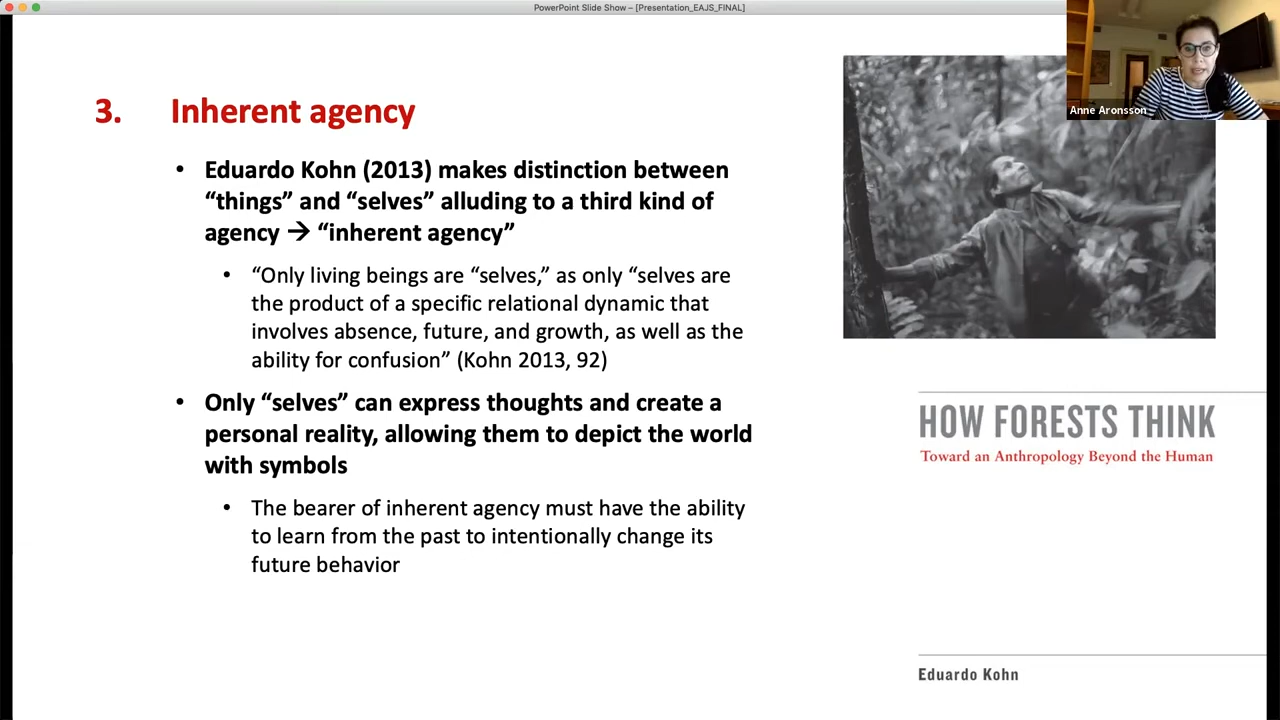 PowerPoint Slide Show – [Presentation_EAJS_FINAL]
Anne Aronsson
3. Inherent agency
• Eduardo Kohn (2013) makes distinction between
“things” and “selves” alluding to a third kind of
agency → “inherent agency”
• “Only living beings are “selves,” as only “selves are
the product of a specific relational dynamic that
involves absence, future, and growth, as well as the
ability for confusion” (Kohn 2013, 92)
• Only “selves” can express thoughts and create a
personal reality, allowing them to depict the world
with symbols
• The bearer of inherent agency must have the ability
to learn from the past to intentionally change its
future behavior
HOW FORESTS THINK
Toward an Anthropology Beyond the Human
Eduardo Kohn